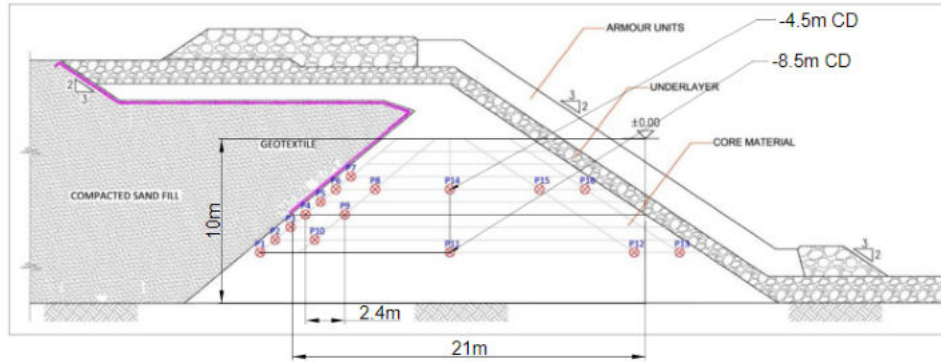 -4.5m CD
ARMOUR UNITS
-8.5m CD
2
3
UNDERLAYER
3
2
±0.00
GEOTEXTILE
CORE MATERIAL
P7
P6
P8
P14
P15
P16
COMPACTED SAND FILL
P5
P4
P9
10m
P3
P2
P10
P1
P11
P12
P13
3
2
2.4m
21m